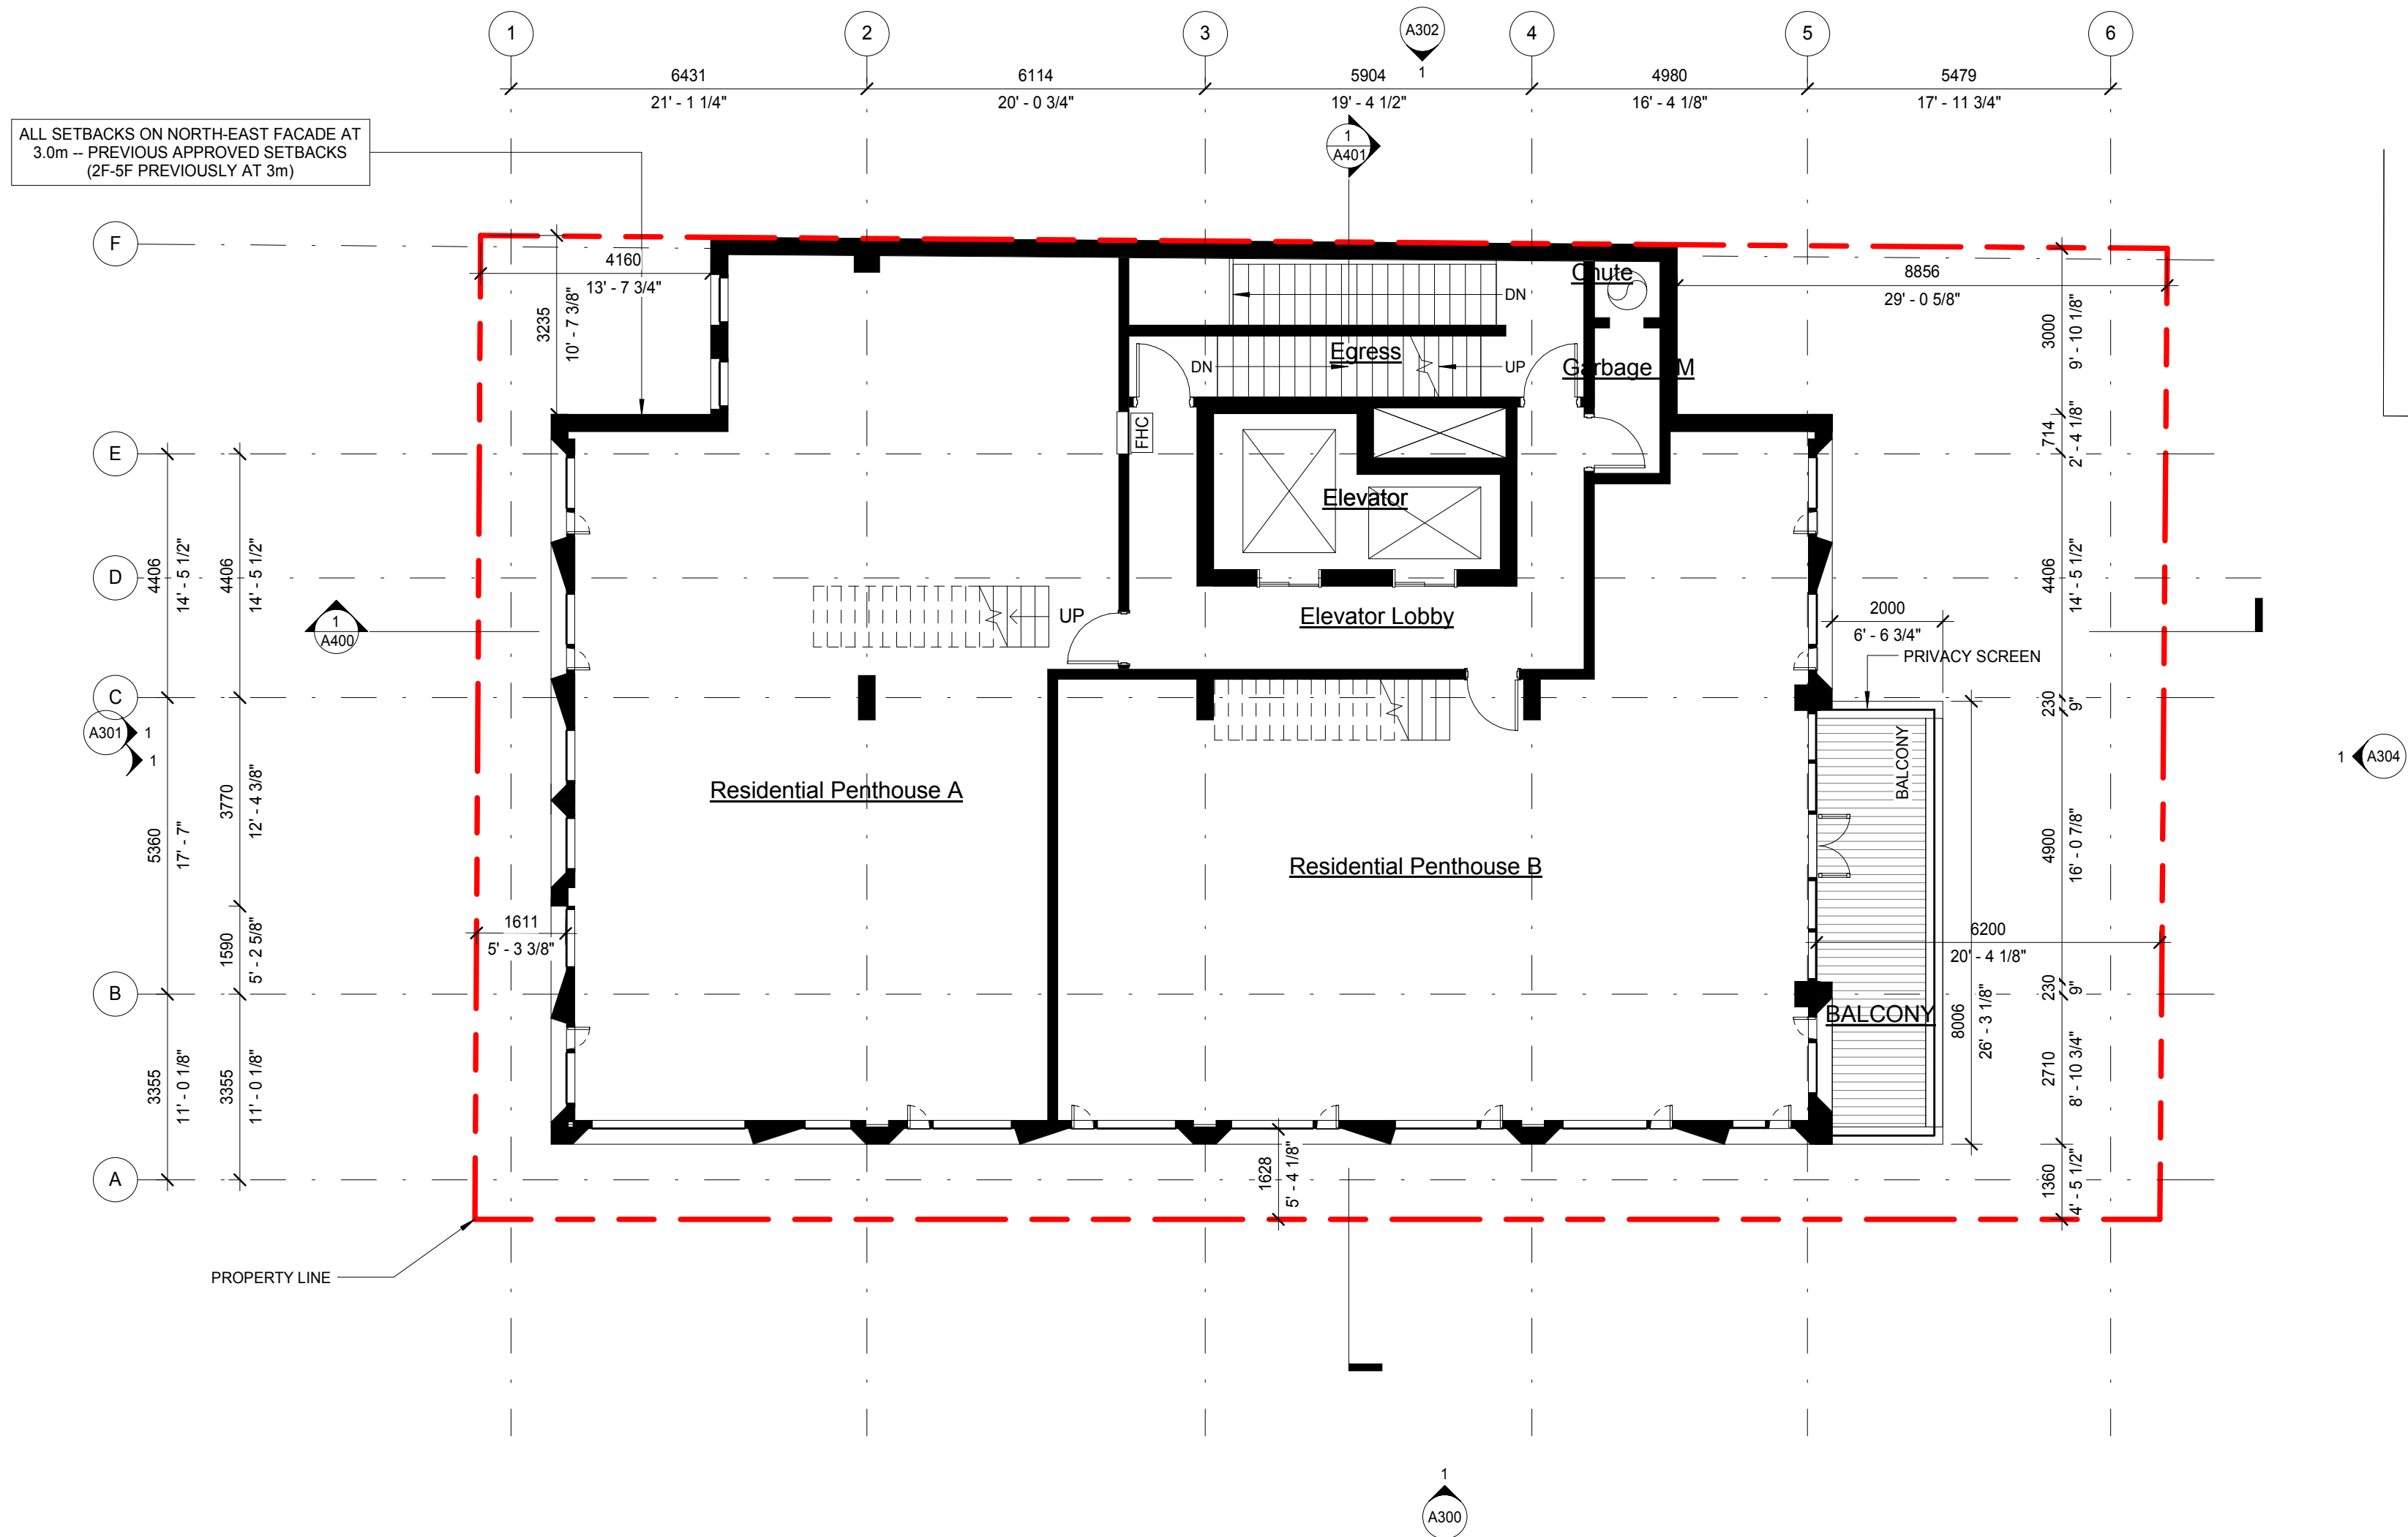 1
2
3
4
5
6
A302
1
6431
21' - 1 1/4"
6114
20' - 0 3/4"
5904
19' - 4 1/2"
4980
16' - 4 1/8"
5479
17' - 11 3/4"
ALL SETBACKS ON NORTH-EAST FACADE AT
3.0m -- PREVIOUS APPROVED SETBACKS
(2F-5F PREVIOUSLY AT 3m)
1
A401
F
4160
13' - 7 3/4"
3235
10' - 7 3/8"
Chute
DN
8856
29' - 0 5/8"
3000
9' - 10 1/8"
Egress
DN
UP
Garbage
M
FHC
714
2' - 4 1/8"
E
Elevator
4406
14' - 5 1/2"
4406
14' - 5 1/2"
4406
14' - 5 1/2"
D
1
A400
UP
Elevator Lobby
2000
6' - 6 3/4"
PRIVACY SCREEN
C
A301
1
1
230
9"
BALCONY
1
A304
Residential Penthouse A
Residential Penthouse B
5360
17' - 7"
3770
12' - 4 3/8"
4900
16' - 0 7/8"
1611
5' - 3 3/8"
1590
5' - 2 5/8"
6200
20' - 4 1/8"
B
230
9"
BALCONY
8006
26' - 3 1/8"
3355
11' - 0 1/8"
3355
11' - 0 1/8"
2710
8' - 10 3/4"
1628
5' - 4 1/8"
1360
4' - 5 1/2"
A
PROPERTY LINE
1
A300